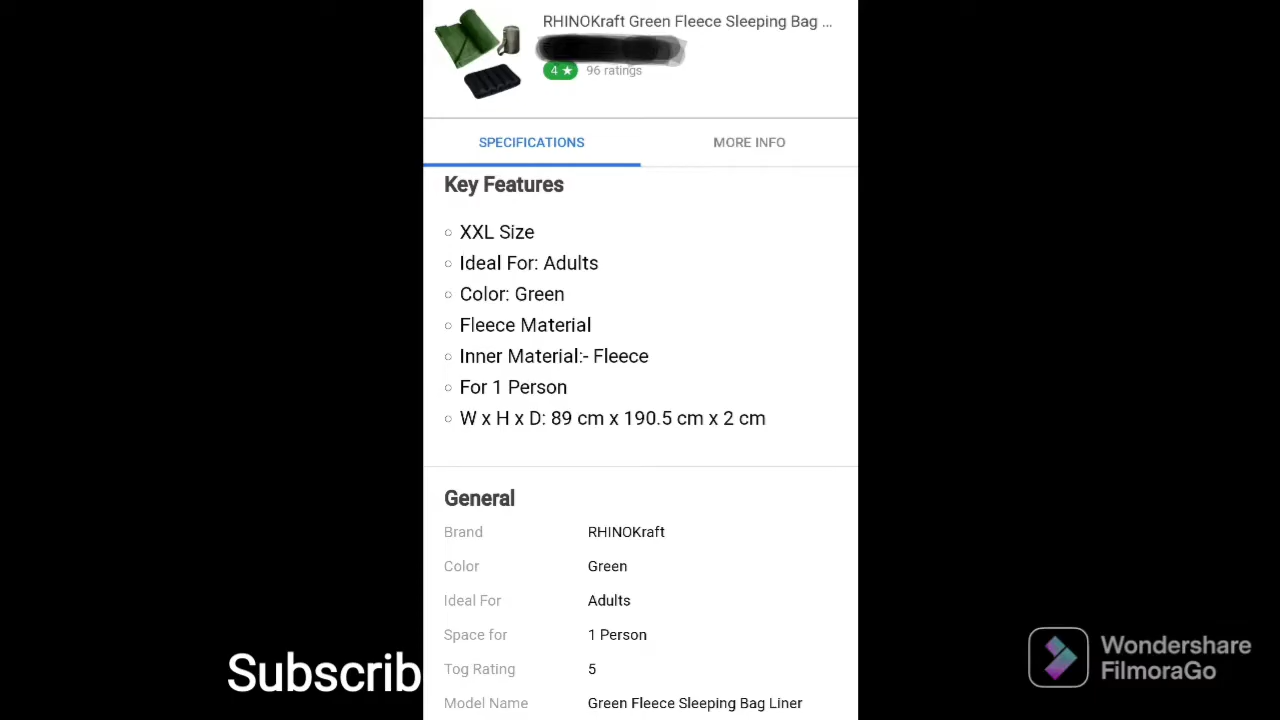 RHINOKraft Green Fleece Sleeping Bag ...
4 ★ 96 ratings
SPECIFICATIONS MORE INFO
Key Features
XXL Size
Ideal For: Adults
Color: Green
Fleece Material
Inner Material:- Fleece
For 1 Person
W x H x D: 89 cm x 190.5 cm x 2 cm
General
Brand RHINOKraft
Color Green
Ideal For Adults
Space for 1 Person
Tog Rating 5
Model Name Green Fleece Sleeping Bag Liner
Subscrib
Wondershare
FilmoraGo